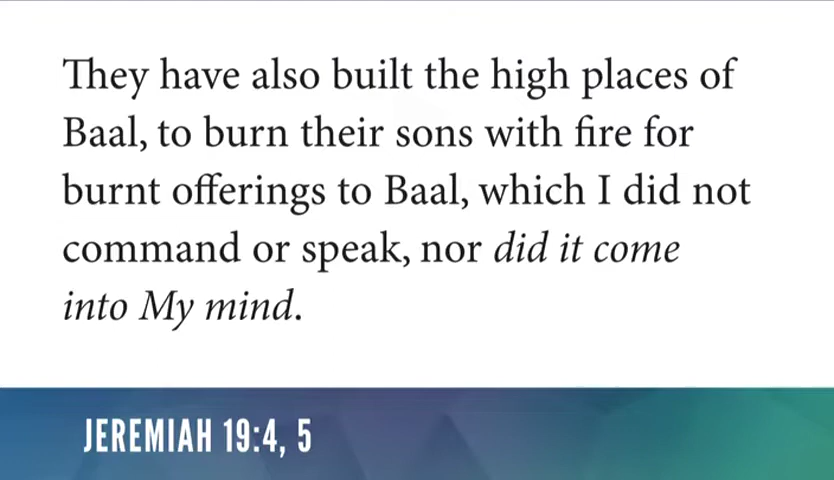 They have also built the high places of
Baal, to burn their sons with fire for
burnt offerings to Baal, which I did not
command or speak, nor did it come
into My mind.
JEREMIAH 19:4, 5